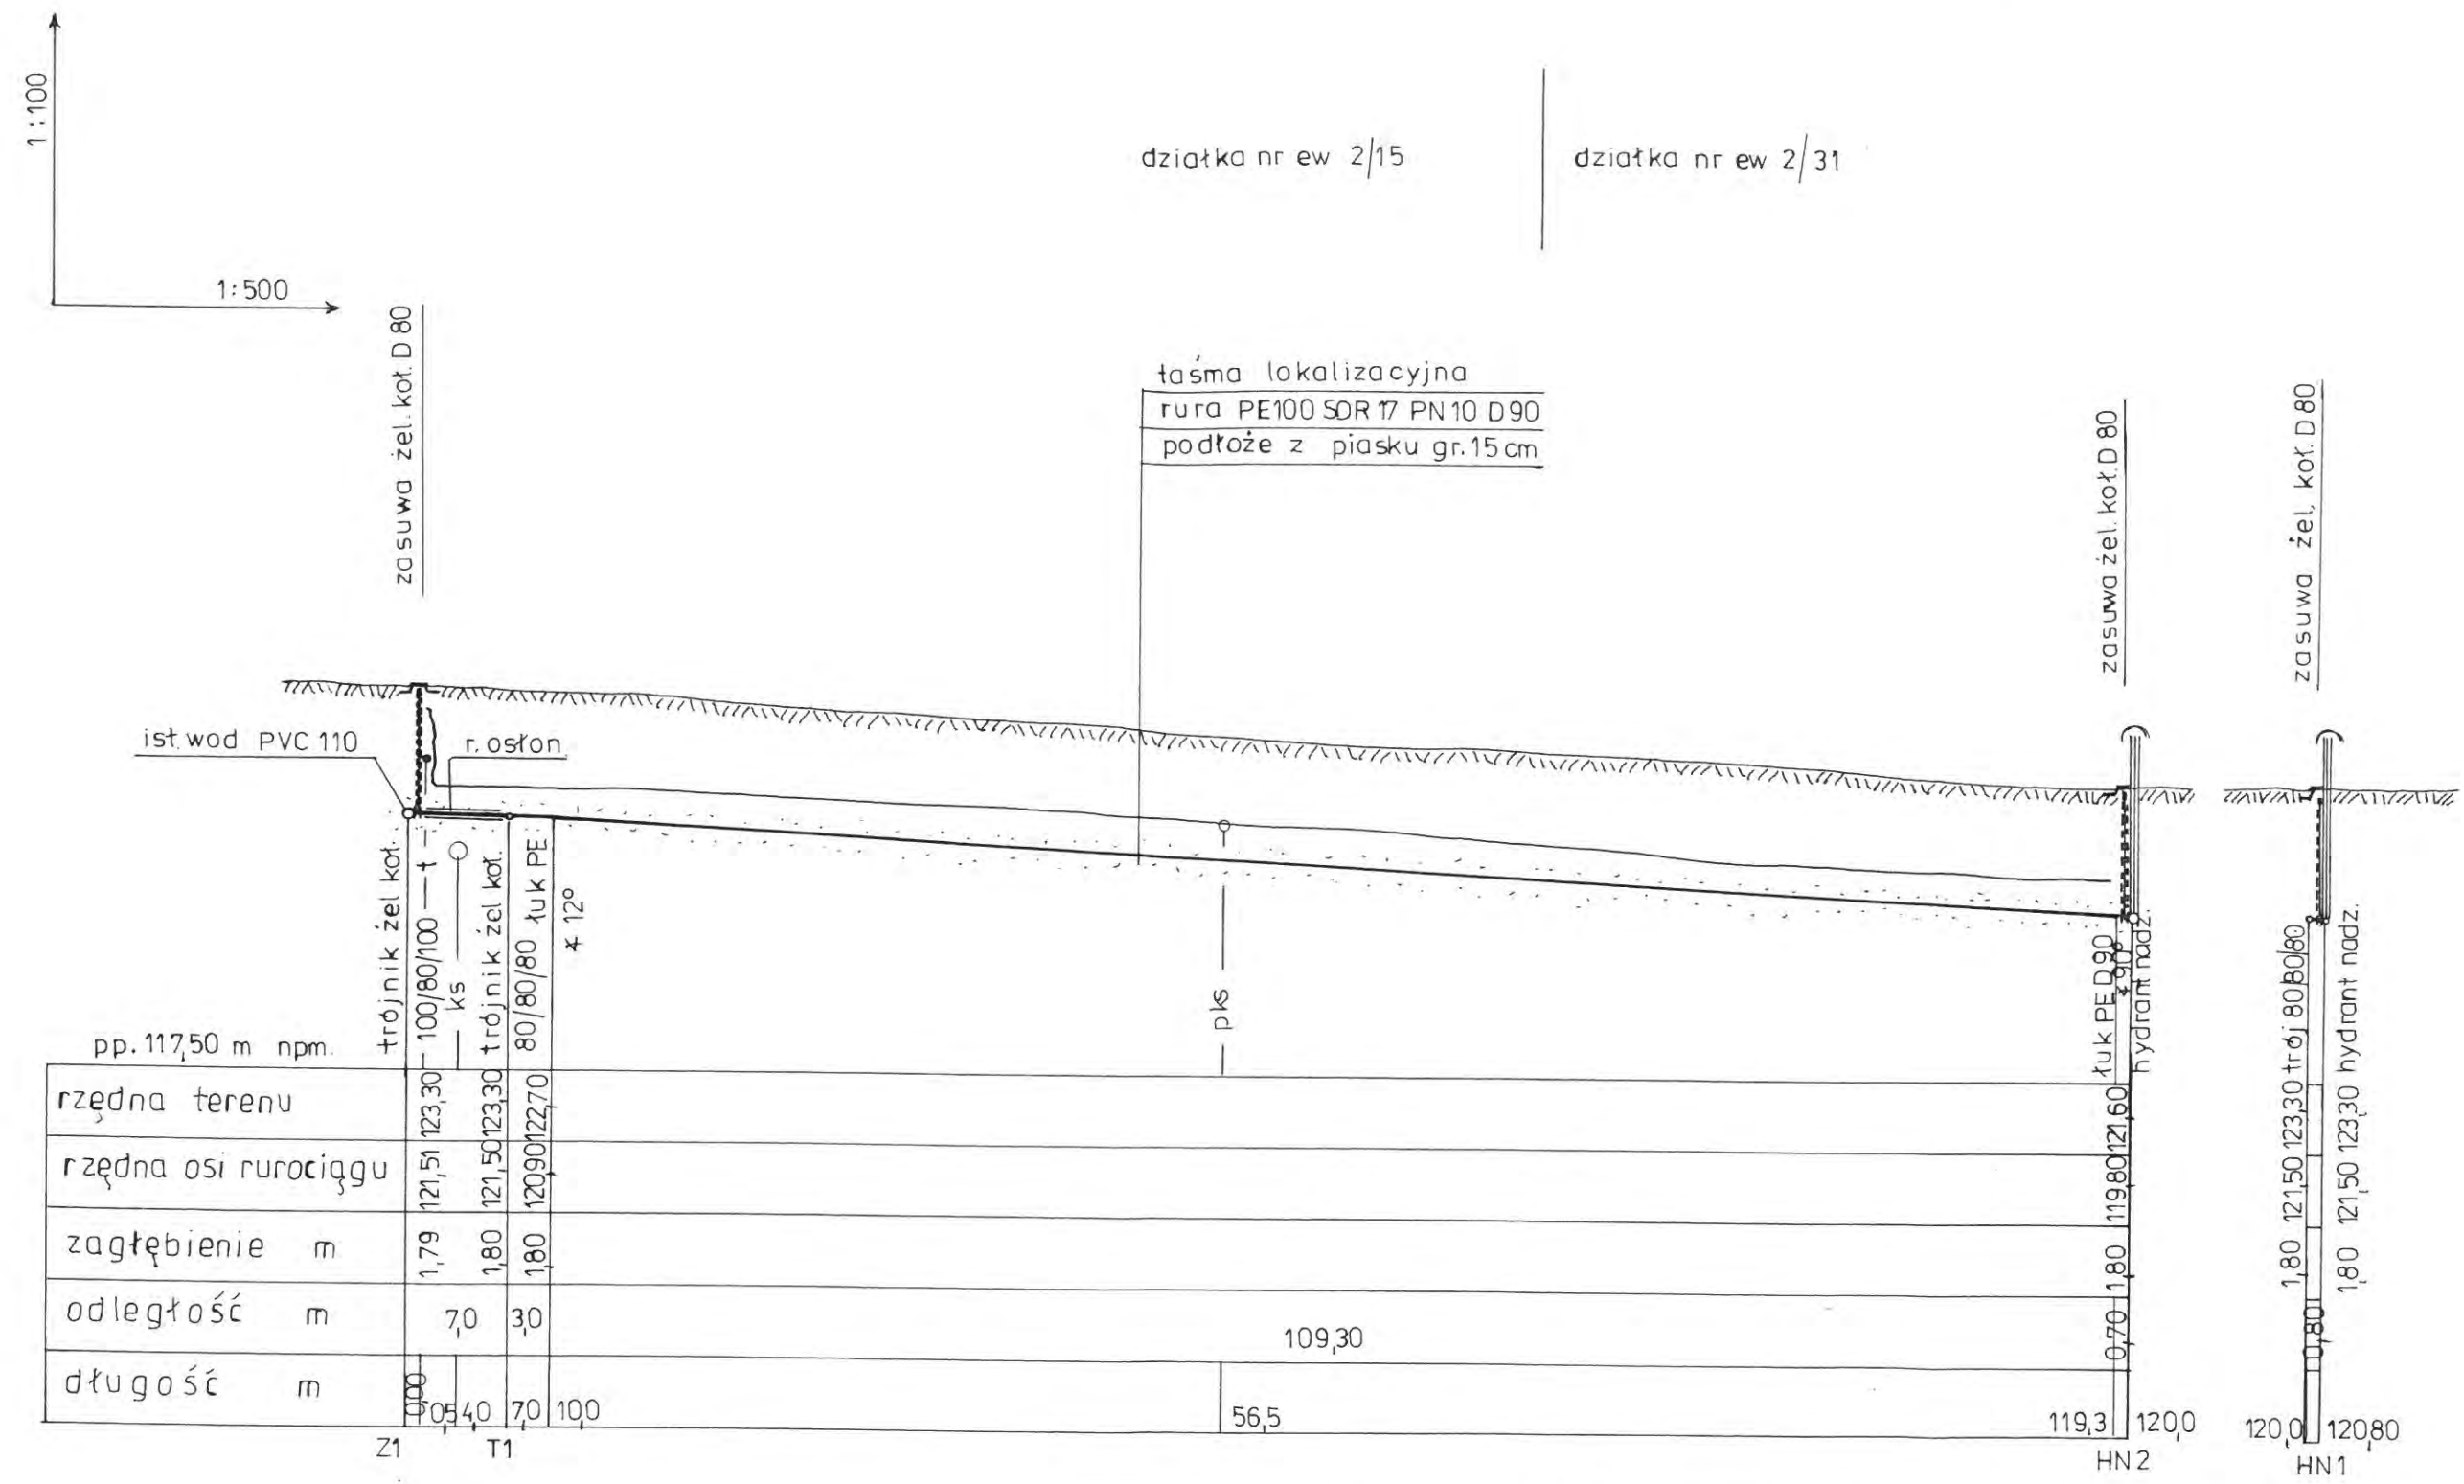 1:100
1:500
działka nr ew 2/15
działka nr ew 2/31
zasuwa żel. koł. D 80
taśma lokalizacyjna
rura PE100 SDR 17 PN 10 D90
podłoże z piasku gr. 15 cm
zasuwa żel. koł. D 80
zasuwa żel. koł. D 80
ist. wod PVC 110
r. osłon
trójnik żel koł.
100/80/100
t
ks
trójnik żel koł.
80/80/80
łuk PE
∢ 12°
pks
łuk PE D 90
∢ 90°
hydrant nadz.
trój 80/80/80
hydrant nadz.
pp. 117,50 m npm.
rzędna terenu
123,30
123,30
122,70
121,60
123,30
123,30
rzędna osi rurociągu
121,51
121,50
120,90
119,80
121,50
121,50
zagłębienie m
1,79
1,80
1,80
1,80
1,80
1,80
odległość m
7,0
3,0
109,30
0,70
0,80
długość m
0,00
0,5
4,0
7,0
10,0
56,5
119,3
120,0
120,0
120,80
Z1
T1
HN 2
HN 1